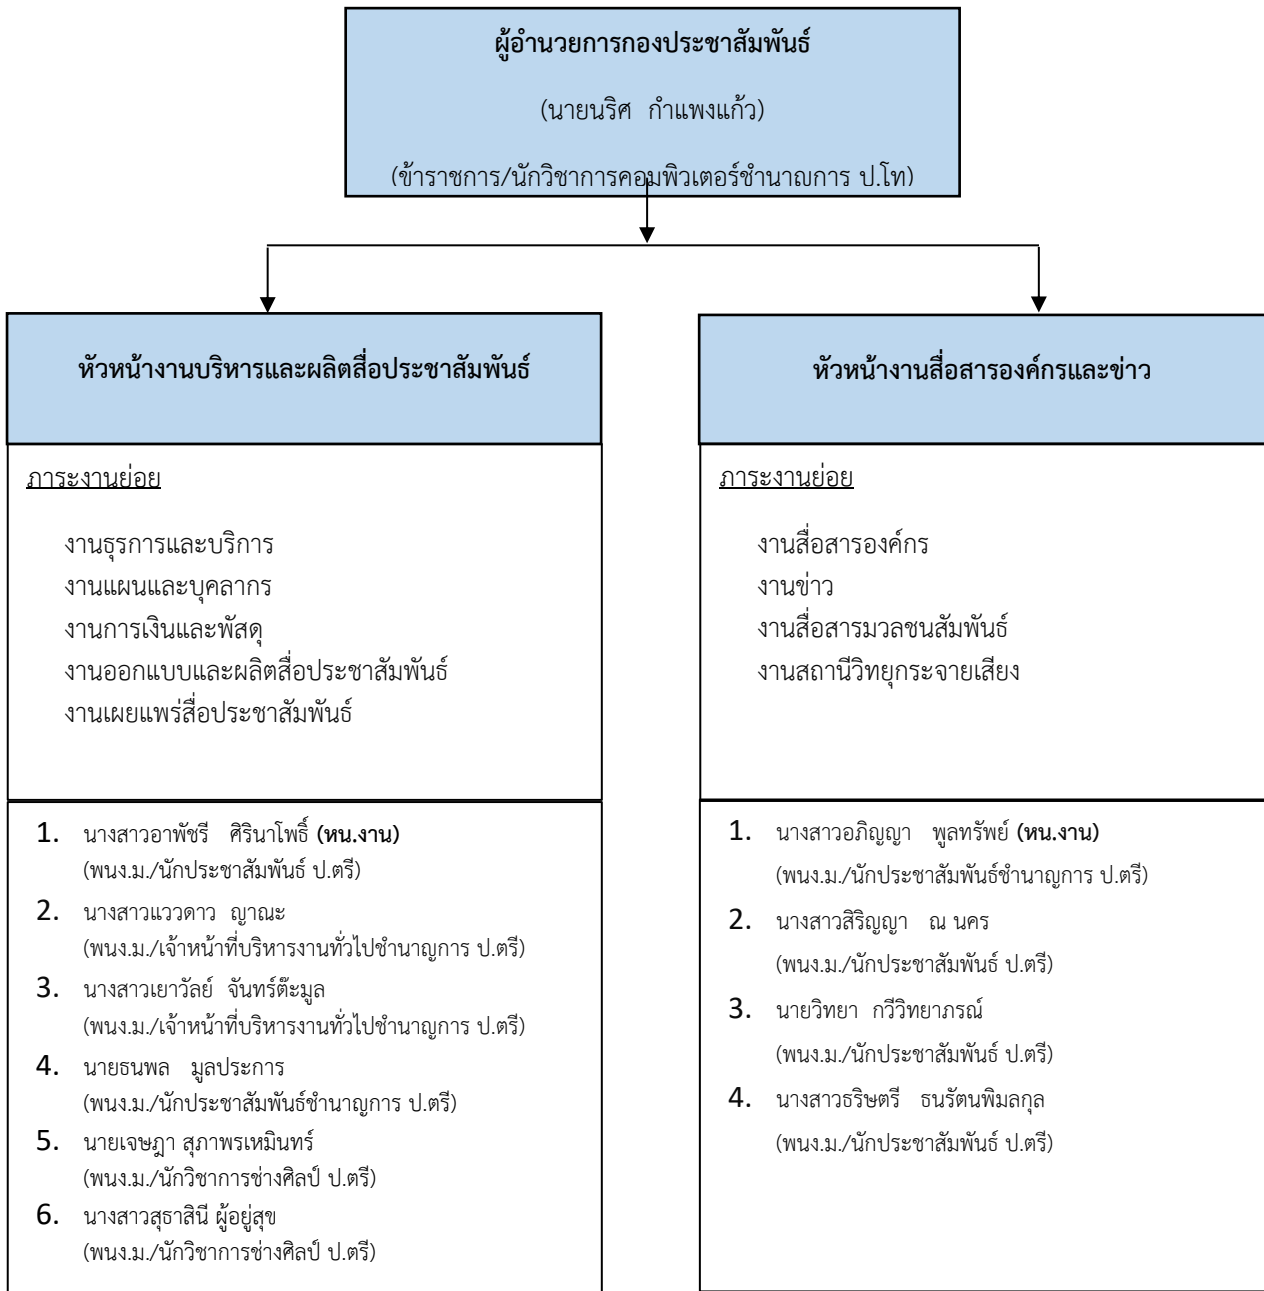 ผู้อำนวยการกองประชาสัมพันธ์
(นายนริศ กำแพงแก้ว)
(ข้าราชการ/นักวิชาการคอมพิวเตอร์ชำนาญการ ป.โท)
หัวหน้างานบริหารและผลิตสื่อประชาสัมพันธ์
ภาระงานย่อย
งานธุรการและบริการ
งานแผนและบุคลากร
งานการเงินและพัสดุ
งานออกแบบและผลิตสื่อประชาสัมพันธ์
งานเผยแพร่สื่อประชาสัมพันธ์
1. นางสาวอาพัชรี ศิรินาโพธิ์ (หน.งาน)
(พนง.ม./นักประชาสัมพันธ์ ป.ตรี)
2. นางสาวแววดาว ญาณะ
(พนง.ม./เจ้าหน้าที่บริหารงานทั่วไปชำนาญการ ป.ตรี)
3. นางสาวเยาวัลย์ จันทร์ต๊ะมูล
(พนง.ม./เจ้าหน้าที่บริหารงานทั่วไปชำนาญการ ป.ตรี)
4. นายธนพล มูลประการ
(พนง.ม./นักประชาสัมพันธ์ชำนาญการ ป.ตรี)
5. นายเจษฎา สุภาพรเหมินทร์
(พนง.ม./นักวิชาการช่างศิลป์ ป.ตรี)
6. นางสาวสุธาสินี ผู้อยู่สุข
(พนง.ม./นักวิชาการช่างศิลป์ ป.ตรี)
หัวหน้างานสื่อสารองค์กรและข่าว
ภาระงานย่อย
งานสื่อสารองค์กร
งานข่าว
งานสื่อสารมวลชนสัมพันธ์
งานสถานีวิทยุกระจายเสียง
1. นางสาวอภิญญา พูลทรัพย์ (หน.งาน)
(พนง.ม./นักประชาสัมพันธ์ชำนาญการ ป.ตรี)
2. นางสาวสิริญญา ณ นคร
(พนง.ม./นักประชาสัมพันธ์ ป.ตรี)
3. นายวิทยา กวีวิทยาภรณ์
(พนง.ม./นักประชาสัมพันธ์ ป.ตรี)
4. นางสาวธริษตรี ธนรัตนพิมลกุล
(พนง.ม./นักประชาสัมพันธ์ ป.ตรี)